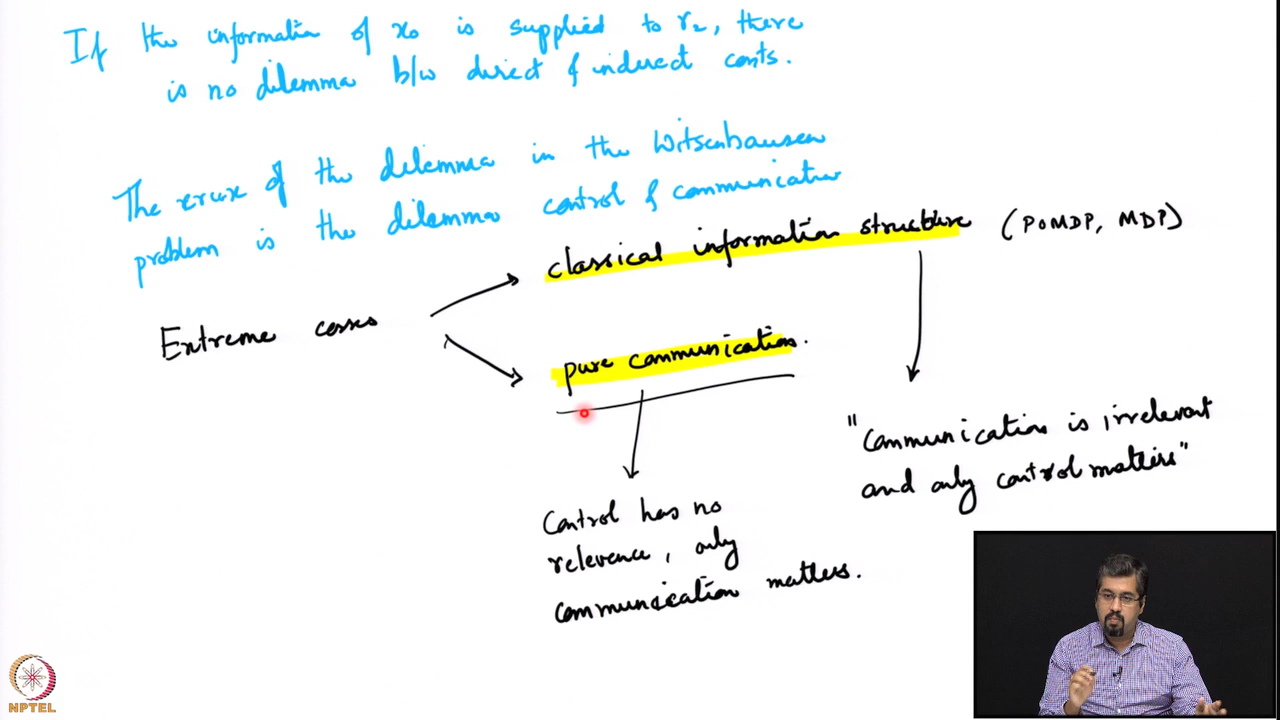 If the information of x0 is supplied to γ2, there
is no dilemma b/w direct & indirect costs.
The crux of the dilemma in the Witsenhausen
problem is the dilemma control & communication
Extreme cases
classical information structure (POMDP, MDP)
pure communication.
"Communication is irrelevant
and only control matters"
Control has no
relevence, only
communication matters.
NPTEL